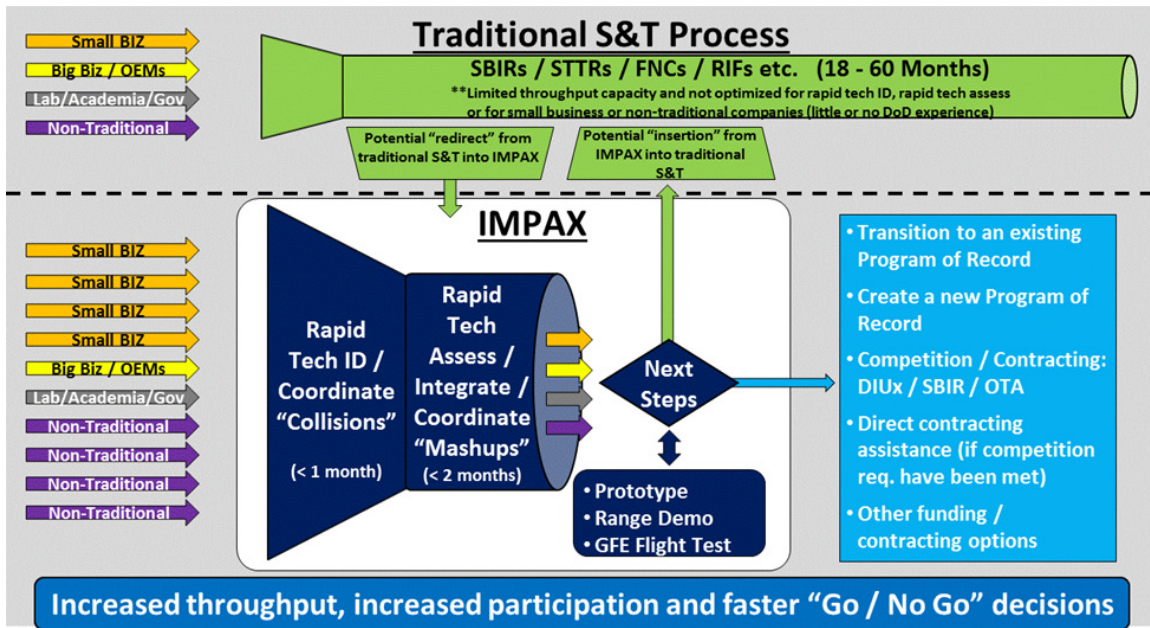 Traditional S&T Process
Small BIZ
Big Biz / OEMs
Lab/Academia/Gov
Non-Traditional
SBIRs / STTRs / FNCs / RIFs etc. (18 - 60 Months)
**Limited throughput capacity and not optimized for rapid tech ID, rapid tech assess
or for small business or non-traditional companies (little or no DoD experience)
Potential "redirect" from
traditional S&T into IMPAX
Potential "insertion" from
IMPAX into traditional
S&T
IMPAX
Small BIZ
Small BIZ
Small BIZ
Small BIZ
Big Biz / OEMs
Lab/Academia/Gov
Non-Traditional
Non-Traditional
Non-Traditional
Non-Traditional
Rapid
Tech ID /
Coordinate
“Collisions”
(< 1 month)
Rapid
Tech
Assess /
Integrate /
Coordinate
“Mashups”
(< 2 months)
Next
Steps
• Prototype
• Range Demo
• GFE Flight Test
• Transition to an existing
Program of Record
• Create a new Program of
Record
• Competition / Contracting:
DIUx / SBIR / OTA
• Direct contracting
assistance (if competition
req. have been met)
• Other funding /
contracting options
Increased throughput, increased participation and faster “Go / No Go” decisions